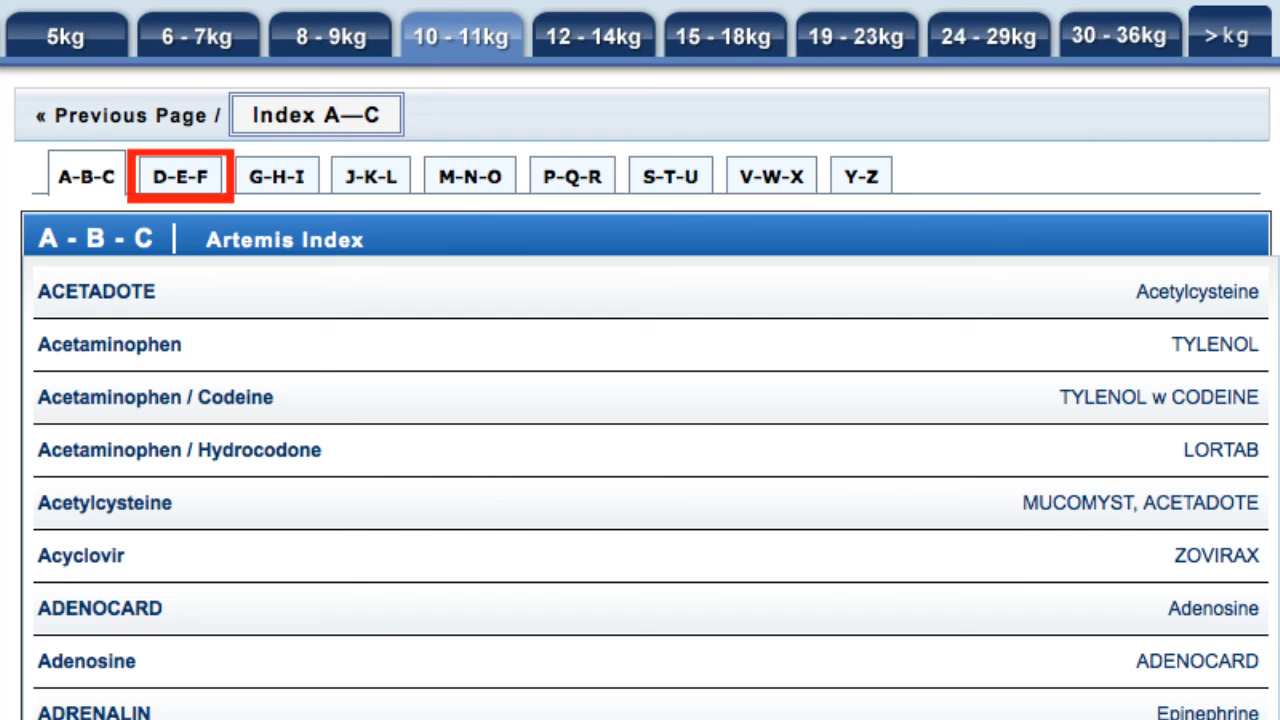 5kg 6 - 7kg 8 - 9kg 10 - 11kg 12 - 14kg 15 - 18kg 19 - 23kg 24 - 29kg 30 - 36kg >kg
« Previous Page / Index A—C
A-B-C D-E-F G-H-I J-K-L M-N-O P-Q-R S-T-U V-W-X Y-Z
A - B - C | Artemis Index
ACETADOTE Acetylcysteine
Acetaminophen TYLENOL
Acetaminophen / Codeine TYLENOL w CODEINE
Acetaminophen / Hydrocodone LORTAB
Acetylcysteine MUCOMYST, ACETADOTE
Acyclovir ZOVIRAX
ADENOCARD Adenosine
Adenosine ADENOCARD
ADRENALIN Epinephrine